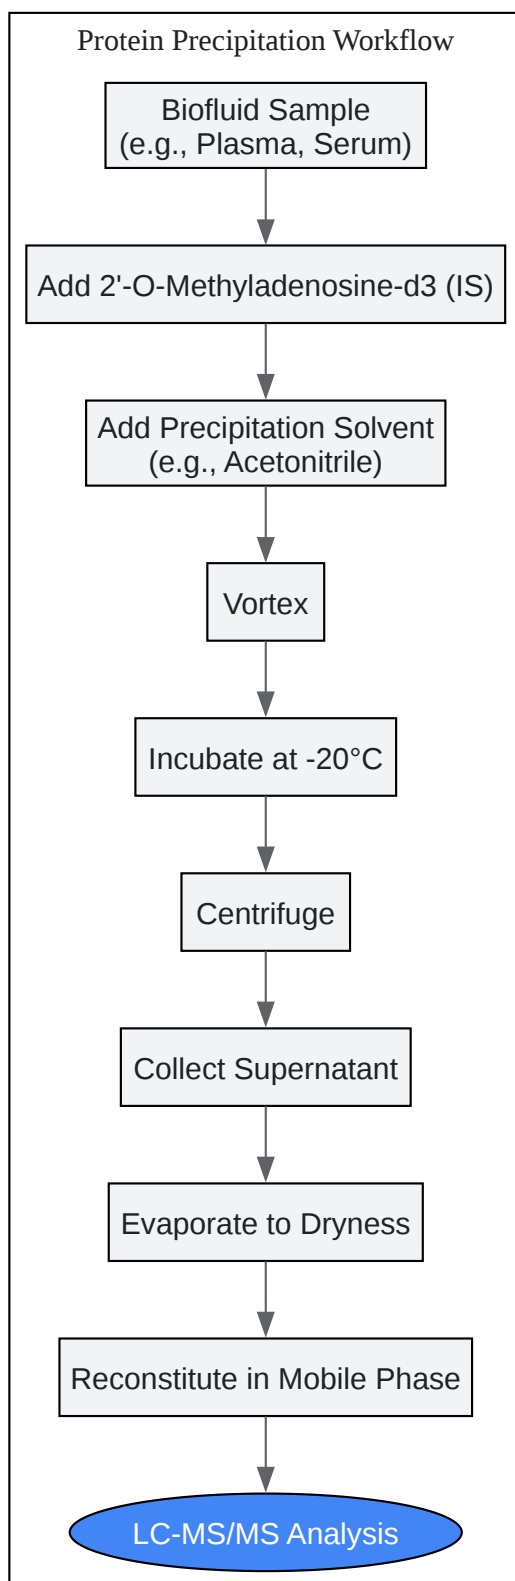 Protein Precipitation Workflow
Biofluid Sample
(e.g., Plasma, Serum)
Add 2'-O-Methyladenosine-d3 (IS)
Add Precipitation Solvent
(e.g., Acetonitrile)
Vortex
Incubate at -20°C
Centrifuge
Collect Supernatant
Evaporate to Dryness
Reconstitute in Mobile Phase
LC-MS/MS Analysis